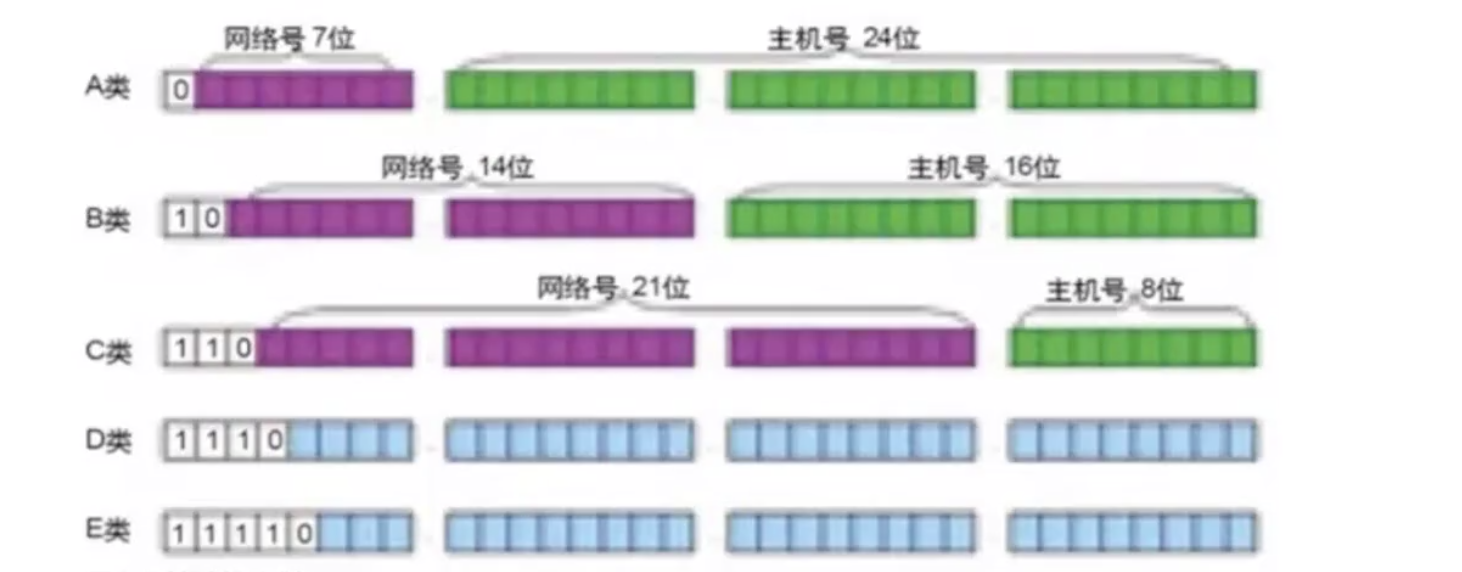 网络号 7位 主机号 24位
A类 0
网络号 14位 主机号 16位
B类 1 0
网络号 21位 主机号 8位
C类 1 1 0
D类 1 1 1 0
E类 1 1 1 1 0